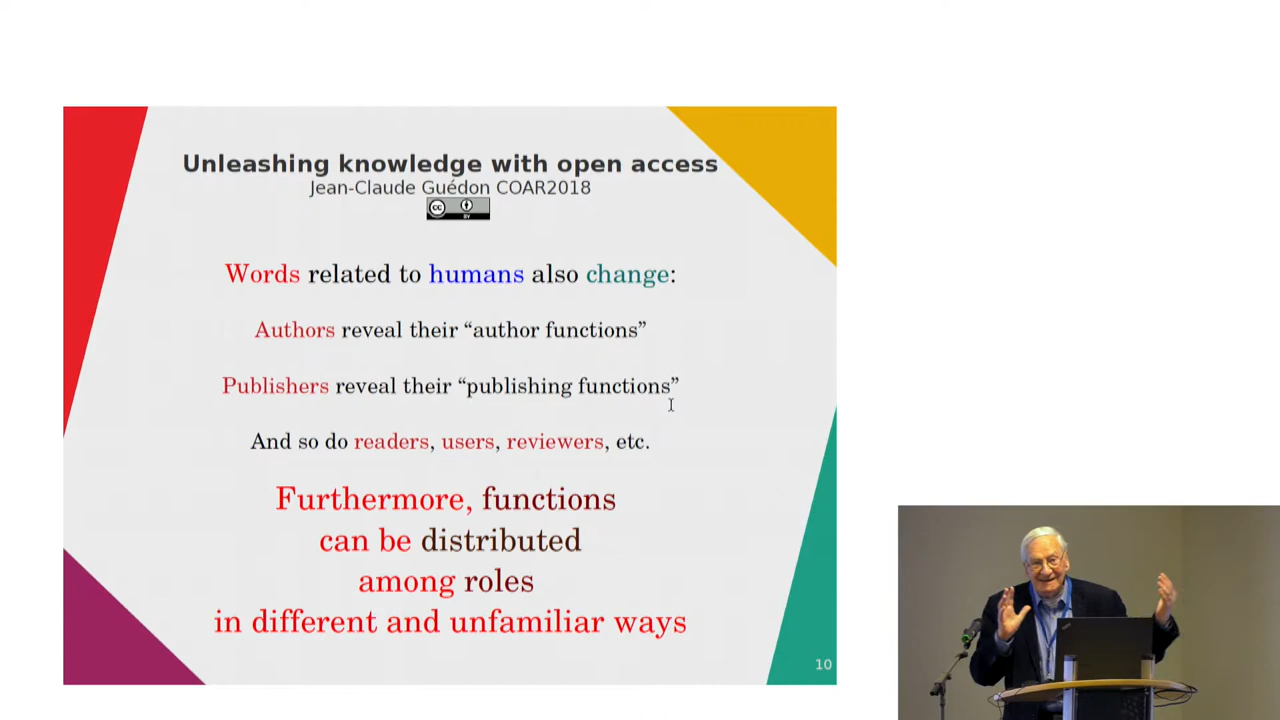 Unleashing knowledge with open access
Jean-Claude Guédon COAR2018
cc BY
Words related to humans also change:
Authors reveal their “author functions”
Publishers reveal their “publishing functions”
And so do readers, users, reviewers, etc.
Furthermore, functions
can be distributed
among roles
in different and unfamiliar ways
10